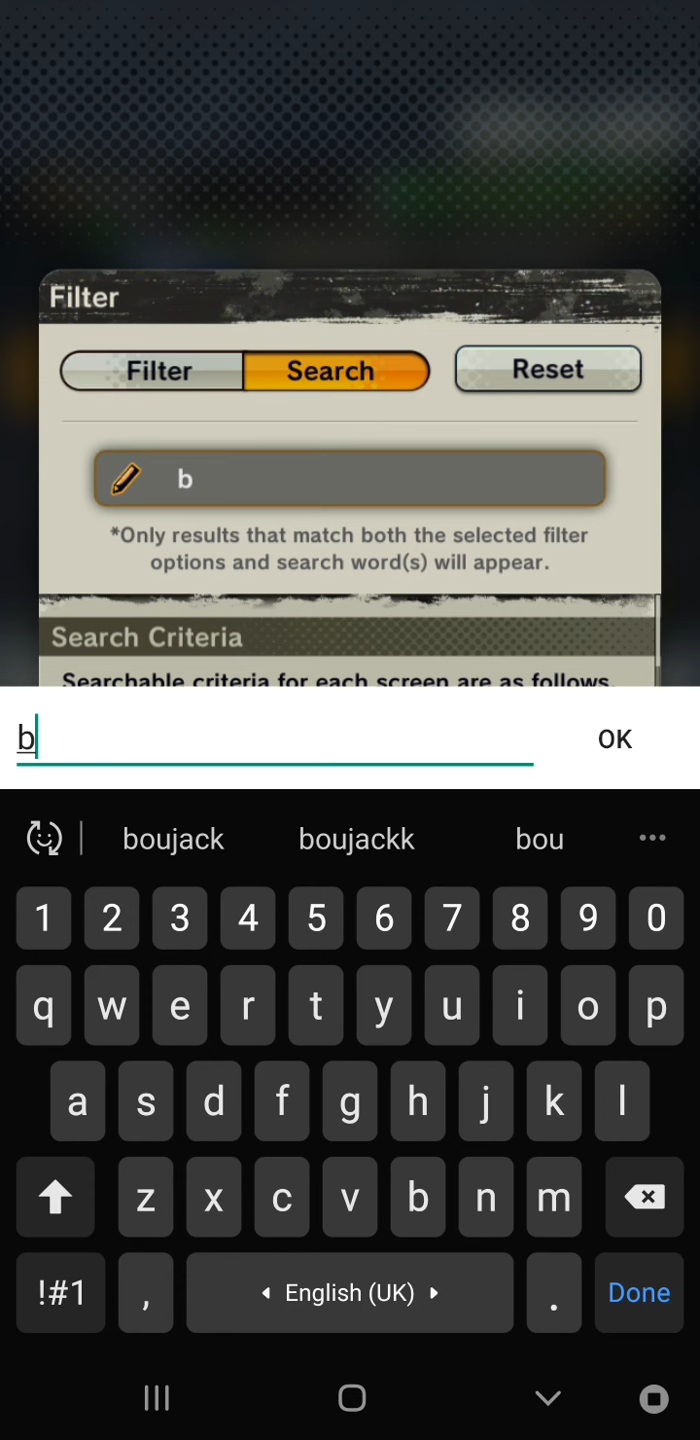 Filter
Filter Search Reset
b
*Only results that match both the selected filter
options and search word(s) will appear.
Search Criteria
Searchable criteria for each screen are as follows.
b OK
boujack boujackk bou
1 2 3 4 5 6 7 8 9 0
q w e r t y u i o p
a s d f g h j k l
z x c v b n m
!#1 , English (UK) . Done